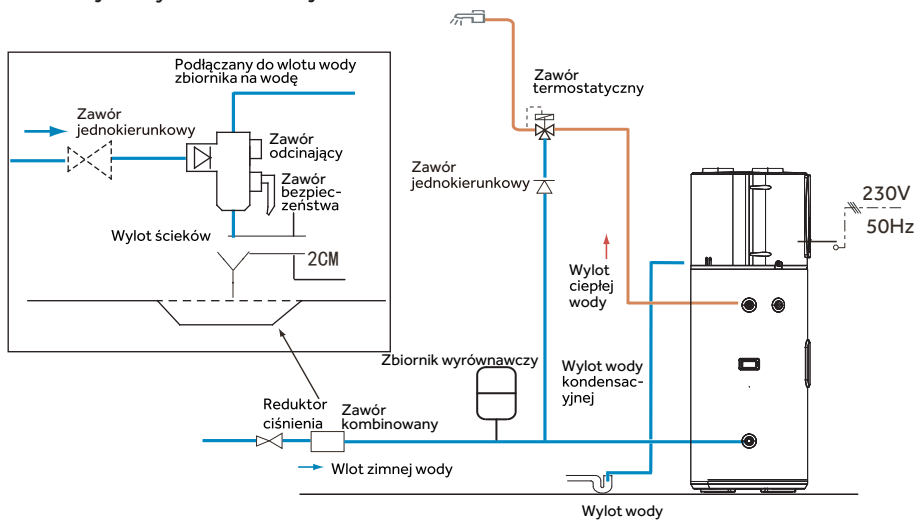 Podłączany do wlotu wody
zbiornika na wodę
Zawór
jednokierunkowy
Zawór
odcinający
Zawór
bezpiec-
zeństwa
Wylot ścieków
2CM
Zawór
termostatyczny
Zawór
jednokierunkowy
230V
50Hz
Wylot
ciepłej
wody
Zbiornik wyrównawczy
Wylot wody
kondensac-
yjnej
Reduktor
ciśnienia
Zawór
kombinowany
Wlot zimnej wody
Wylot wody